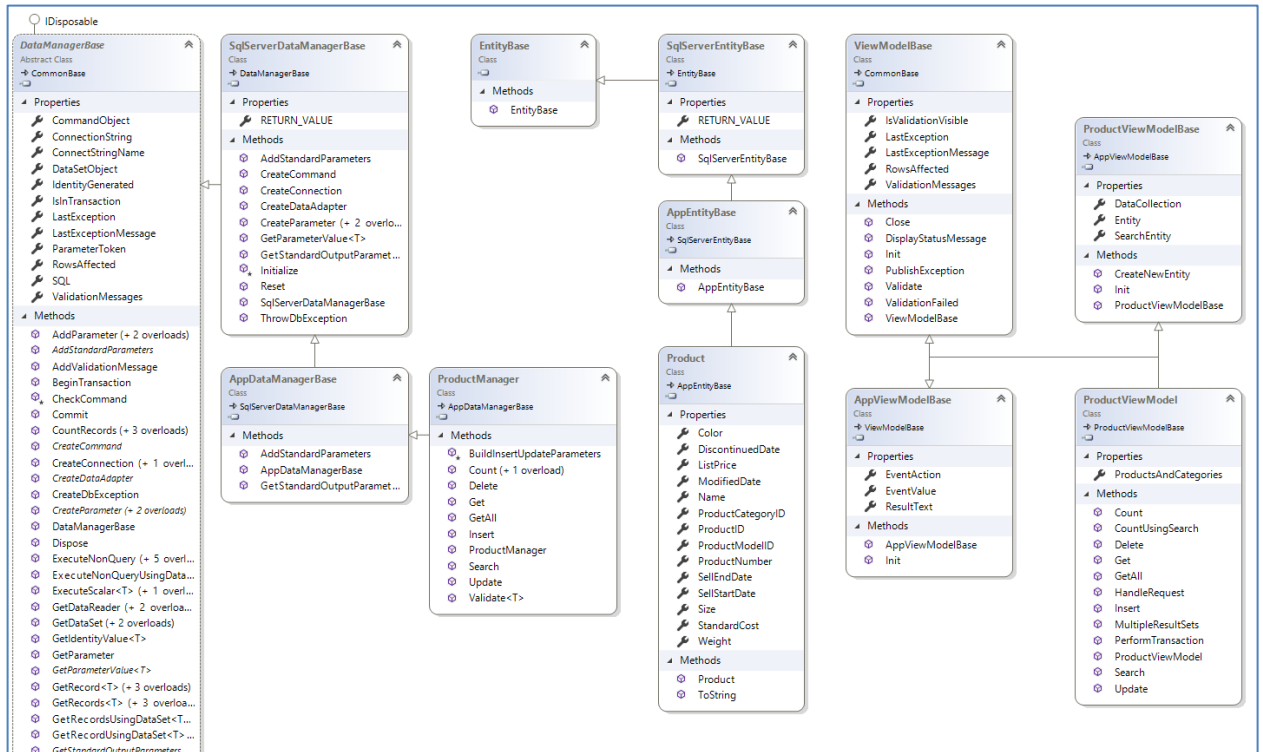 IDisposable
DataManagerBase
Abstract Class
CommonBase
Properties
CommandObject
ConnectionString
ConnectStringName
DataSetObject
IdentityGenerated
IsInTransaction
LastException
LastExceptionMessage
ParameterToken
RowsAffected
SQL
ValidationMessages
Methods
AddParameter (+ 2 overloads)
AddStandardParameters
AddValidationMessage
BeginTransaction
CheckCommand
Commit
CountRecords (+ 3 overloads)
CreateCommand
CreateConnection (+ 1 overl...
CreateDataAdapter
CreateDbException
CreateParameter (+ 2 overloads)
DataManagerBase
Dispose
ExecuteNonQuery (+ 5 overl...
ExecuteNonQueryUsingData...
ExecuteScalar<T> (+ 1 overl...
GetDataReader (+ 2 overloa...
GetDataSet (+ 2 overloads)
GetIdentityValue<T>
GetParameter
GetParameterValue<T>
GetRecord<T> (+ 3 overloads)
GetRecords<T> (+ 3 overloa...
GetRecordsUsingDataSet<T...
GetRecordUsingDataSet<T> ...
GetStandardOutputParameters
SqlServerDataManagerBase
Class
DataManagerBase
Properties
RETURN_VALUE
Methods
AddStandardParameters
CreateCommand
CreateConnection
CreateDataAdapter
CreateParameter (+ 2 overlo...
GetParameterValue<T>
GetStandardOutputParamet...
Initialize
Reset
SqlServerDataManagerBase
ThrowDbException
AppDataManagerBase
Class
SqlServerDataManagerBase
Methods
AddStandardParameters
AppDataManagerBase
GetStandardOutputParamet...
ProductManager
Class
AppDataManagerBase
Methods
BuildInsertUpdateParameters
Count (+ 1 overload)
Delete
Get
GetAll
Insert
ProductManager
Search
Update
Validate<T>
EntityBase
Class
Methods
EntityBase
SqlServerEntityBase
Class
EntityBase
Properties
RETURN_VALUE
Methods
SqlServerEntityBase
AppEntityBase
Class
SqlServerEntityBase
Methods
AppEntityBase
Product
Class
AppEntityBase
Properties
Color
DiscontinuedDate
ListPrice
ModifiedDate
Name
ProductCategoryID
ProductID
ProductModelID
ProductNumber
SellEndDate
SellStartDate
Size
StandardCost
Weight
Methods
Product
ToString
ViewModelBase
Class
CommonBase
Properties
IsValidationVisible
LastException
LastExceptionMessage
RowsAffected
ValidationMessages
Methods
Close
DisplayStatusMessage
Init
PublishException
Validate
ValidationFailed
ViewModelBase
AppViewModelBase
Class
ViewModelBase
Properties
EventAction
EventValue
ResultText
Methods
AppViewModelBase
Init
ProductViewModelBase
Class
AppViewModelBase
Properties
DataCollection
Entity
SearchEntity
Methods
CreateNewEntity
Init
ProductViewModelBase
ProductViewModel
Class
ProductViewModelBase
Properties
ProductsAndCategories
Methods
Count
CountUsingSearch
Delete
Get
GetAll
HandleRequest
Insert
MultipleResultSets
PerformTransaction
ProductViewModel
Search
Update